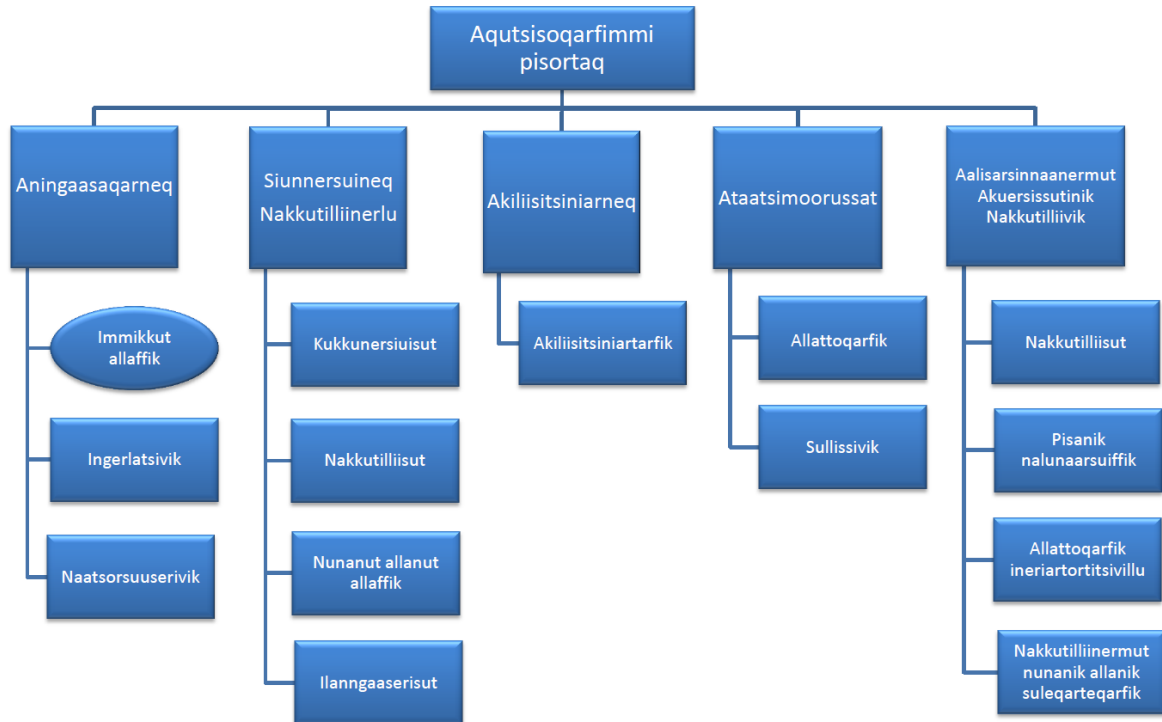 Aqutsisoqarfimmi
pisortaq
Aningaasaqarneq
Siunnersuineq
Nakkutilliinerlu
Akiliisitsiniarneq
Ataatsimoorussat
Aalisarsinnaanermut
Akuersissutinik
Nakkutilliivik
Immikkut
allaffik
Ingerlatsivik
Naatsorsuuserivik
Kukkunersiuisut
Nakkutilliisut
Nunanut allanut
allaffik
Ilanngaaserisut
Akiliisitsiniartarfik
Allattoqarfik
Sullissivik
Nakkutilliisut
Pisanik
nalunaarsuiffik
Allattoqarfik
ineriartortitsivillu
Nakkutilliinermut
nunanik allanik
suleqarteqarfik